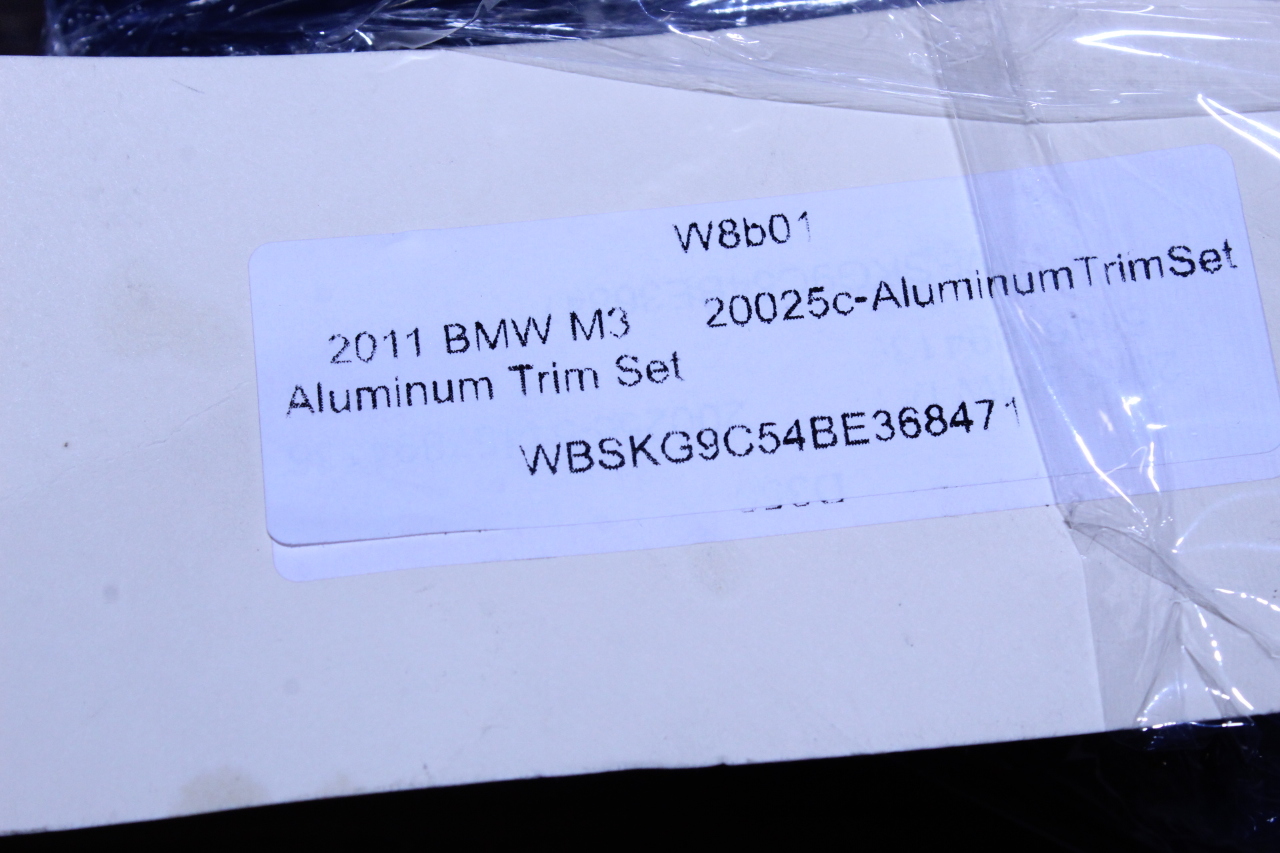 W8b01
2011 BMW M3 20025c-AluminumTrimSet
Aluminum Trim Set
WBSKG9C54BE368471